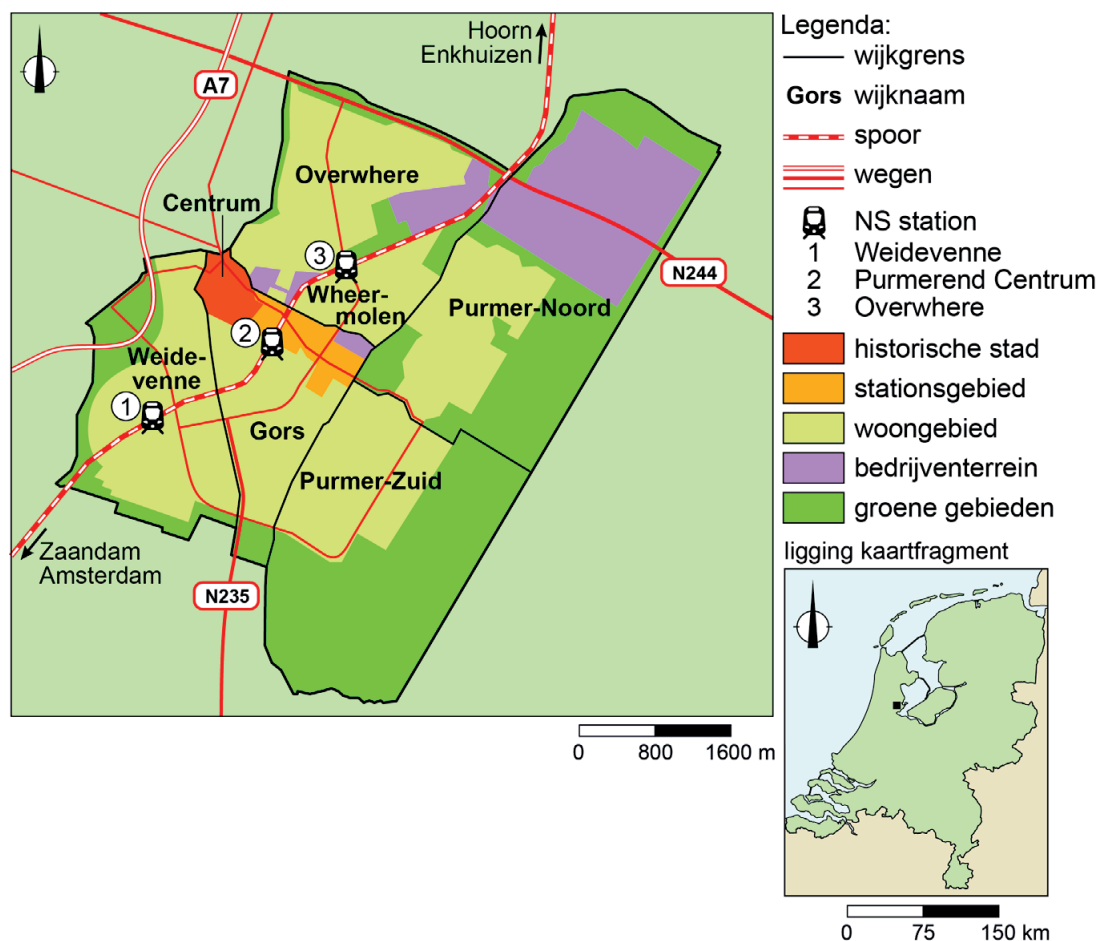 Hoorn
Enkhuizen
A7
Overwhere
Centrum
3
N244
Wheer-
molen
Purmer-Noord
2
Weide-
venne
1
Gors
Purmer-Zuid
Zaandam
Amsterdam
N235
0 800 1600 m
Legenda:
wijkgrens
Gors wijknaam
spoor
wegen
NS station
1 Weidevenne
2 Purmerend Centrum
3 Overwhere
historische stad
stationsgebied
woongebied
bedrijventerrein
groene gebieden
ligging kaartfragment
0 75 150 km